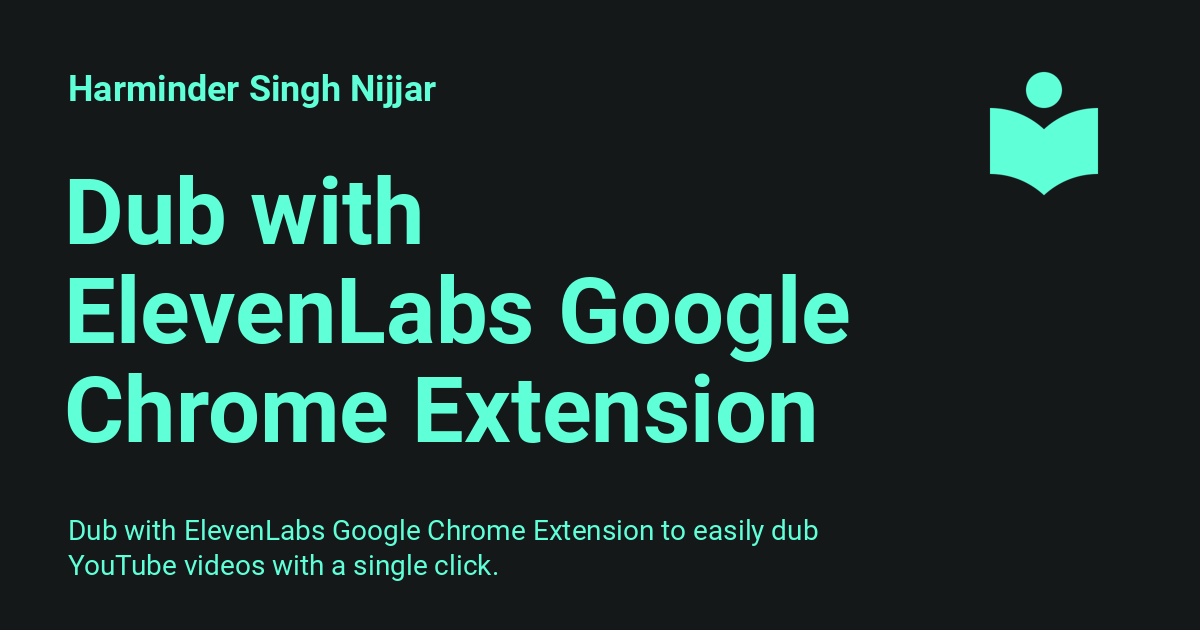 Harminder Singh Nijjar
Dub with
ElevenLabs Google
Chrome Extension
Dub with ElevenLabs Google Chrome Extension to easily dub
YouTube videos with a single click.